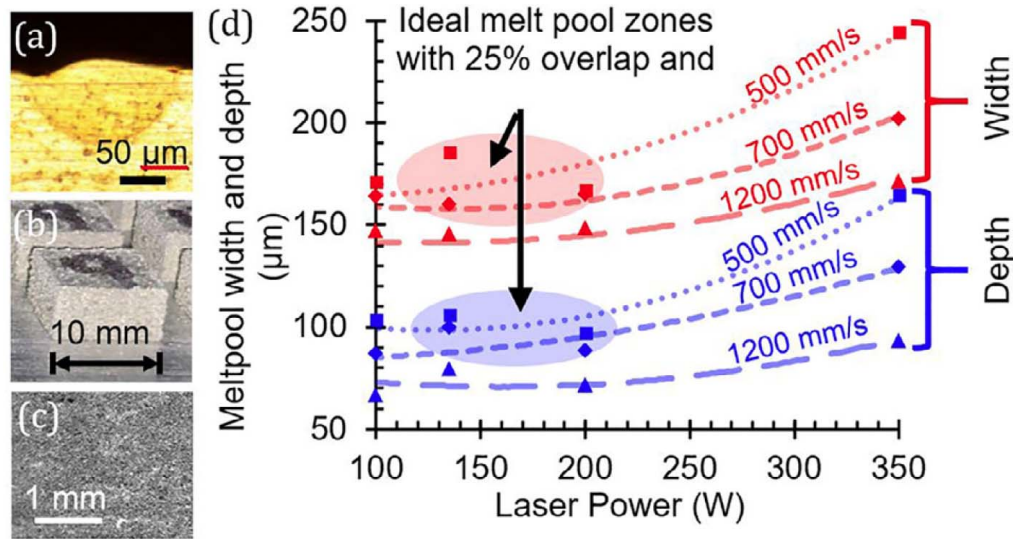 (a)
50 µm
(b)
10 mm
(c)
1 mm
(d)
Ideal melt pool zones
with 25% overlap and
Meltpool width and depth
(µm)
250
200
150
100
50
500 mm/s
700 mm/s
1200 mm/s
Width
500 mm/s
700 mm/s
1200 mm/s
Depth
100 150 200 250 300 350
Laser Power (W)